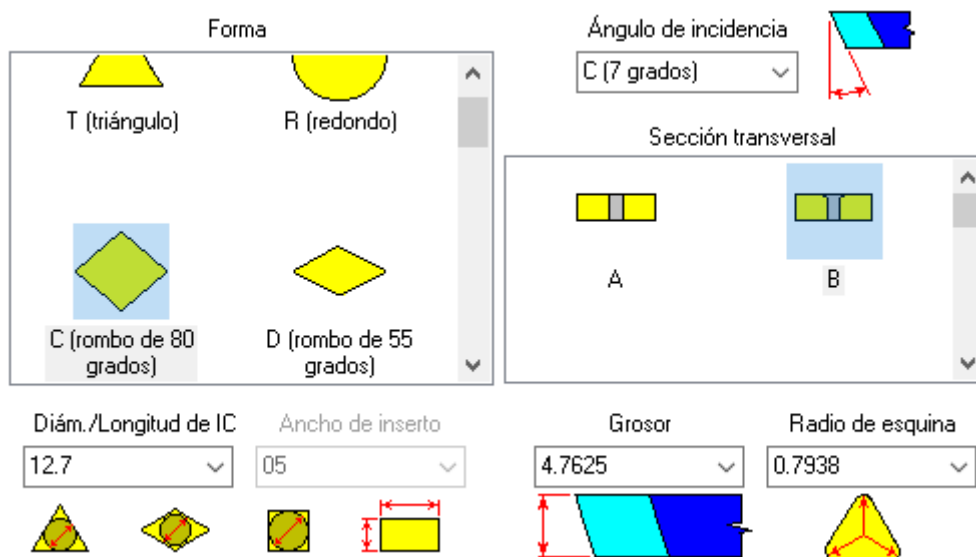 Forma
T (triángulo)
R (redondo)
C (rombo de 80
grados)
D (rombo de 55
grados)
Ángulo de incidencia
C (7 grados)
Sección transversal
A
B
Diám./Longitud de IC
12.7
Ancho de inserto
05
Grosor
4.7625
Radio de esquina
0.7938